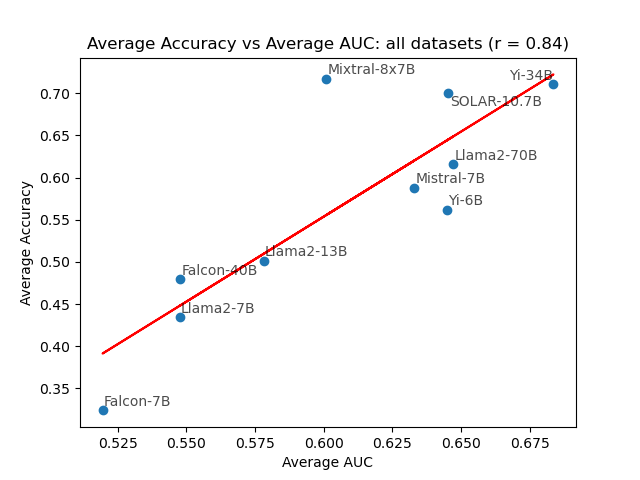 Average Accuracy vs Average AUC: all datasets (r = 0.84)
Mixtral-8x7B
Yi-34B
SOLAR-10.7B
Llama2-70B
Mistral-7B
Yi-6B
Llama2-13B
Falcon-40B
Llama2-7B
Falcon-7B
Average Accuracy
0.70
0.65
0.60
0.55
0.50
0.45
0.40
0.35
0.525 0.550 0.575 0.600 0.625 0.650 0.675
Average AUC